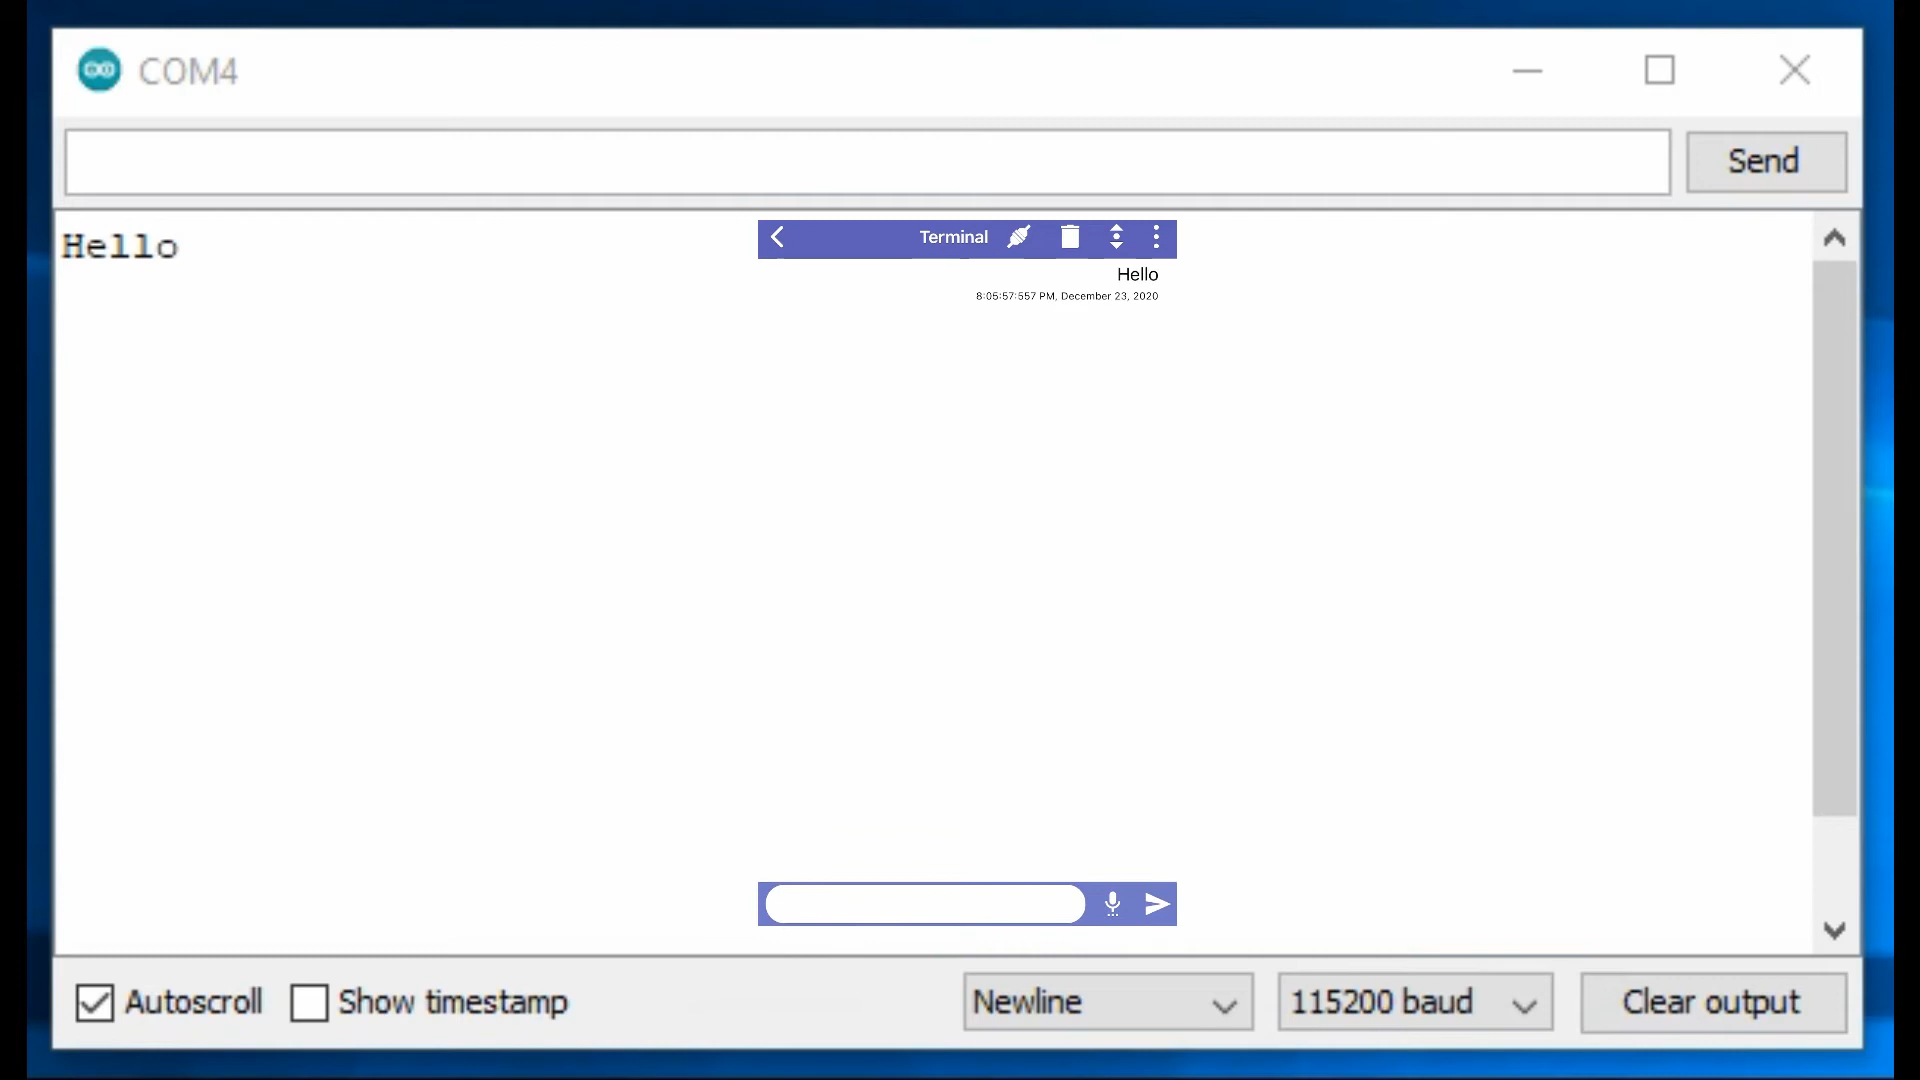 COM4
Send
Hello
Terminal
Hello
8:05:57:557 PM, December 23, 2020
Autoscroll
Show timestamp
Newline
115200 baud
Clear output